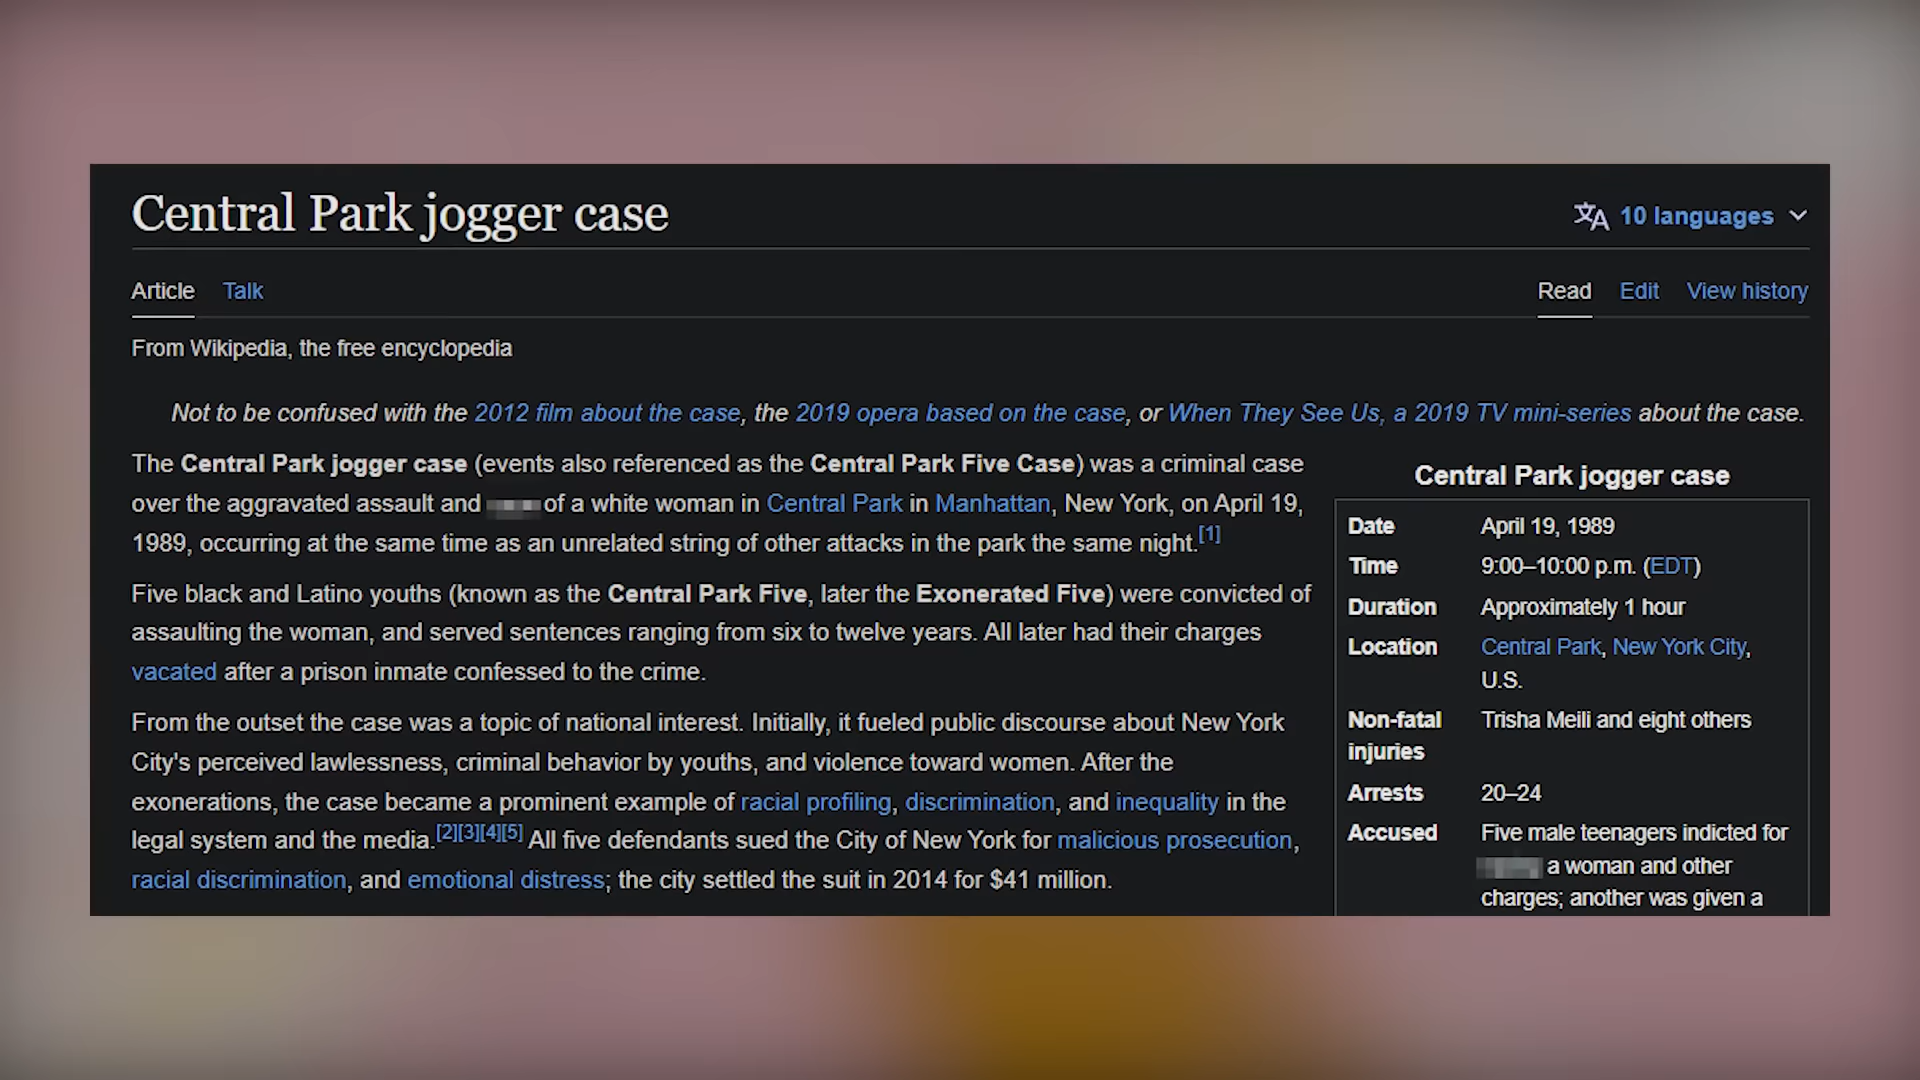 Central Park jogger case
10 languages
Article Talk
Read Edit View history
From Wikipedia, the free encyclopedia
Not to be confused with the 2012 film about the case, the 2019 opera based on the case, or When They See Us, a 2019 TV mini-series about the case.
The Central Park jogger case (events also referenced as the Central Park Five Case) was a criminal case
over the aggravated assault and of a white woman in Central Park in Manhattan, New York, on April 19,
1989, occurring at the same time as an unrelated string of other attacks in the park the same night.[1]
Five black and Latino youths (known as the Central Park Five, later the Exonerated Five) were convicted of
assaulting the woman, and served sentences ranging from six to twelve years. All later had their charges
vacated after a prison inmate confessed to the crime.
From the outset the case was a topic of national interest. Initially, it fueled public discourse about New York
City's perceived lawlessness, criminal behavior by youths, and violence toward women. After the
exonerations, the case became a prominent example of racial profiling, discrimination, and inequality in the
legal system and the media.[2][3][4][5] All five defendants sued the City of New York for malicious prosecution,
racial discrimination, and emotional distress; the city settled the suit in 2014 for $41 million.
Central Park jogger case
Date April 19, 1989
Time 9:00–10:00 p.m. (EDT)
Duration Approximately 1 hour
Location Central Park, New York City,
U.S.
Non-fatal Trisha Meili and eight others
injuries
Arrests 20–24
Accused Five male teenagers indicted for
a woman and other
charges; another was given a